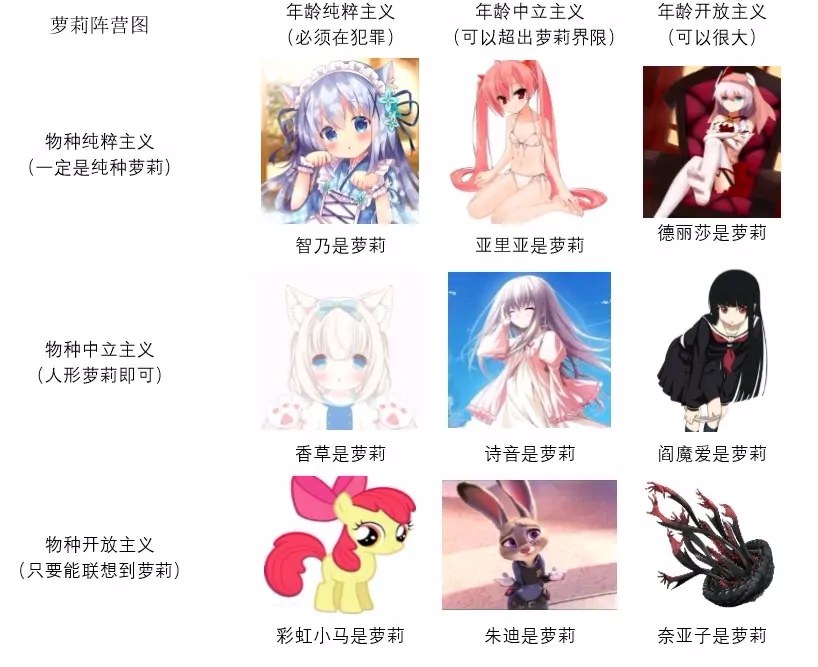 萝莉阵营图
年龄纯粹主义
（必须在犯罪）
年龄中立主义
（可以超出萝莉界限）
年龄开放主义
（可以很大）
物种纯粹主义
（一定是纯种萝莉）
智乃是萝莉
亚里亚是萝莉
德丽莎是萝莉
物种中立主义
（人形萝莉即可）
香草是萝莉
诗音是萝莉
阎魔爱是萝莉
物种开放主义
（只要能联想到萝莉）
彩虹小马是萝莉
朱迪是萝莉
奈亚子是萝莉